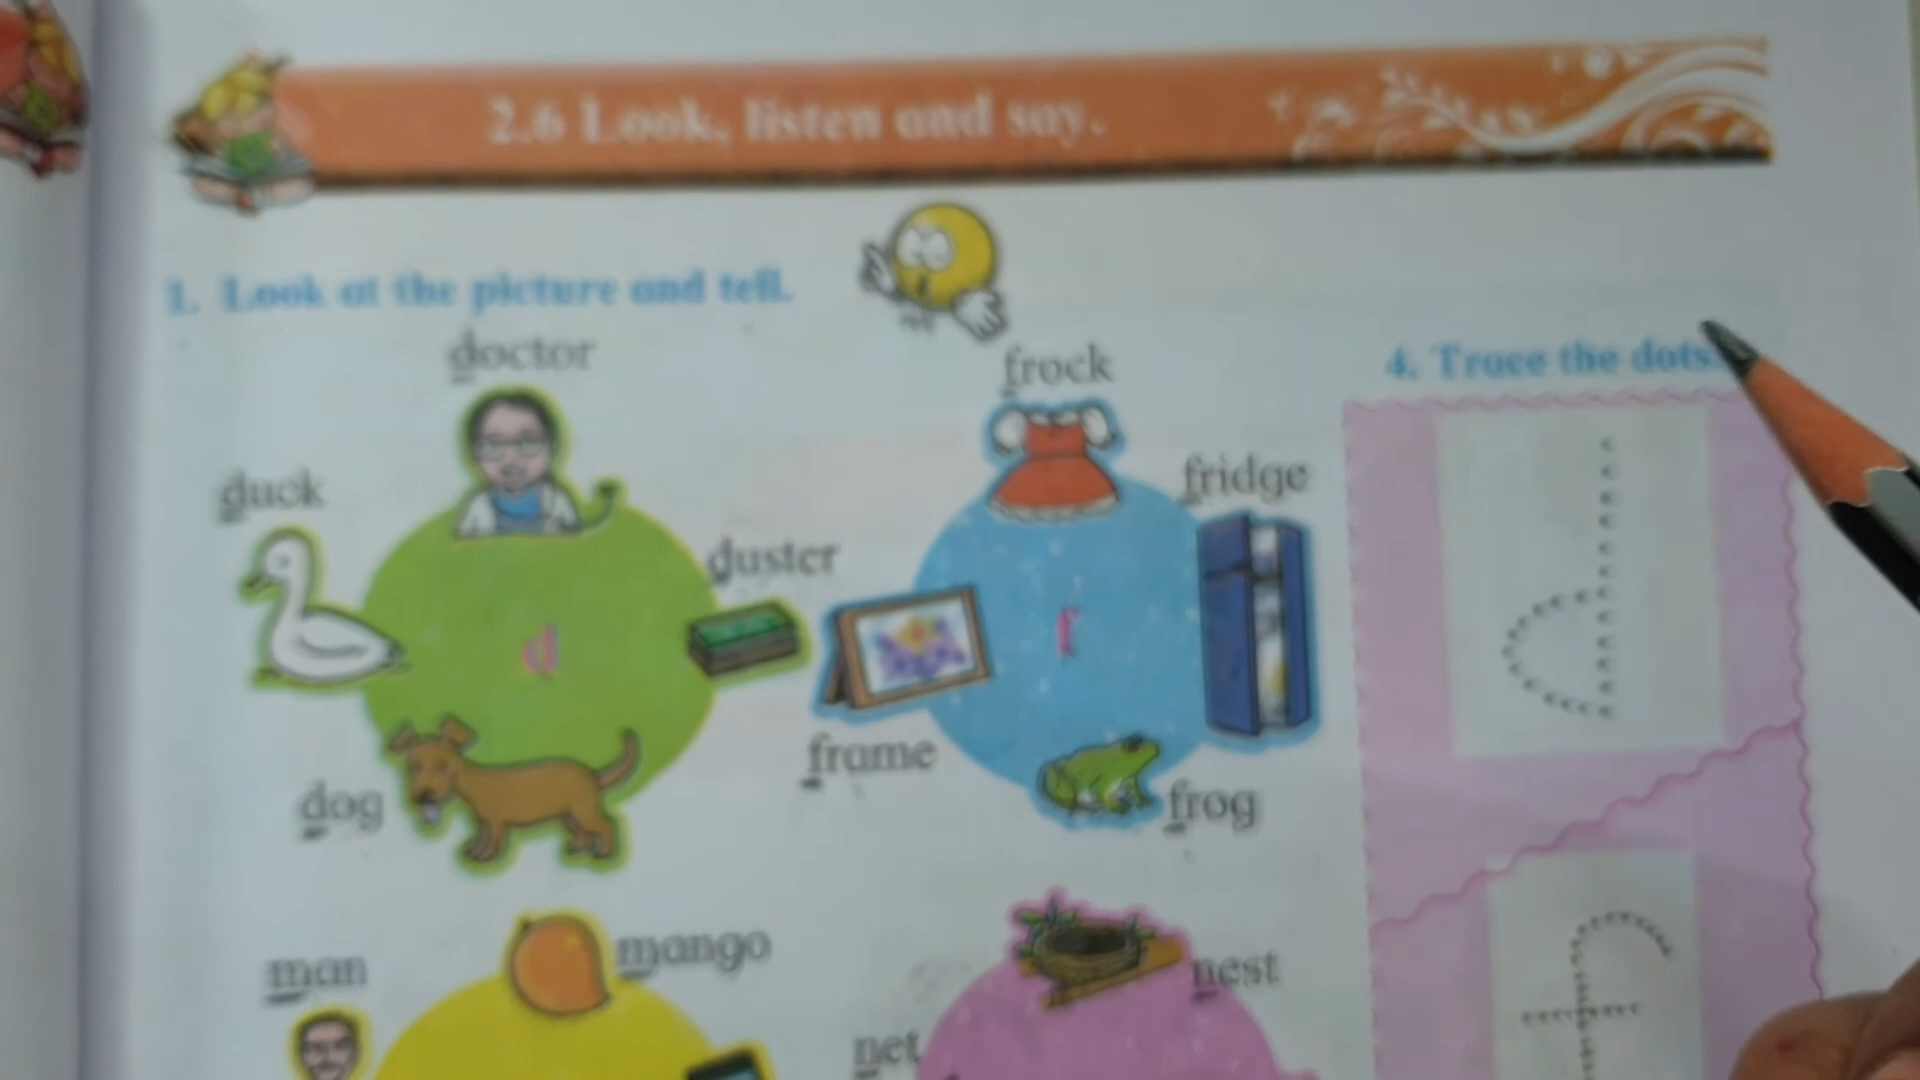 2.6 Look, listen and say.
1. Look at the picture and tell.
doctor
frock
4. Trace the dots.
duck
fridge
duster
d
f
frame
dog
frog
mango
man
nest
net